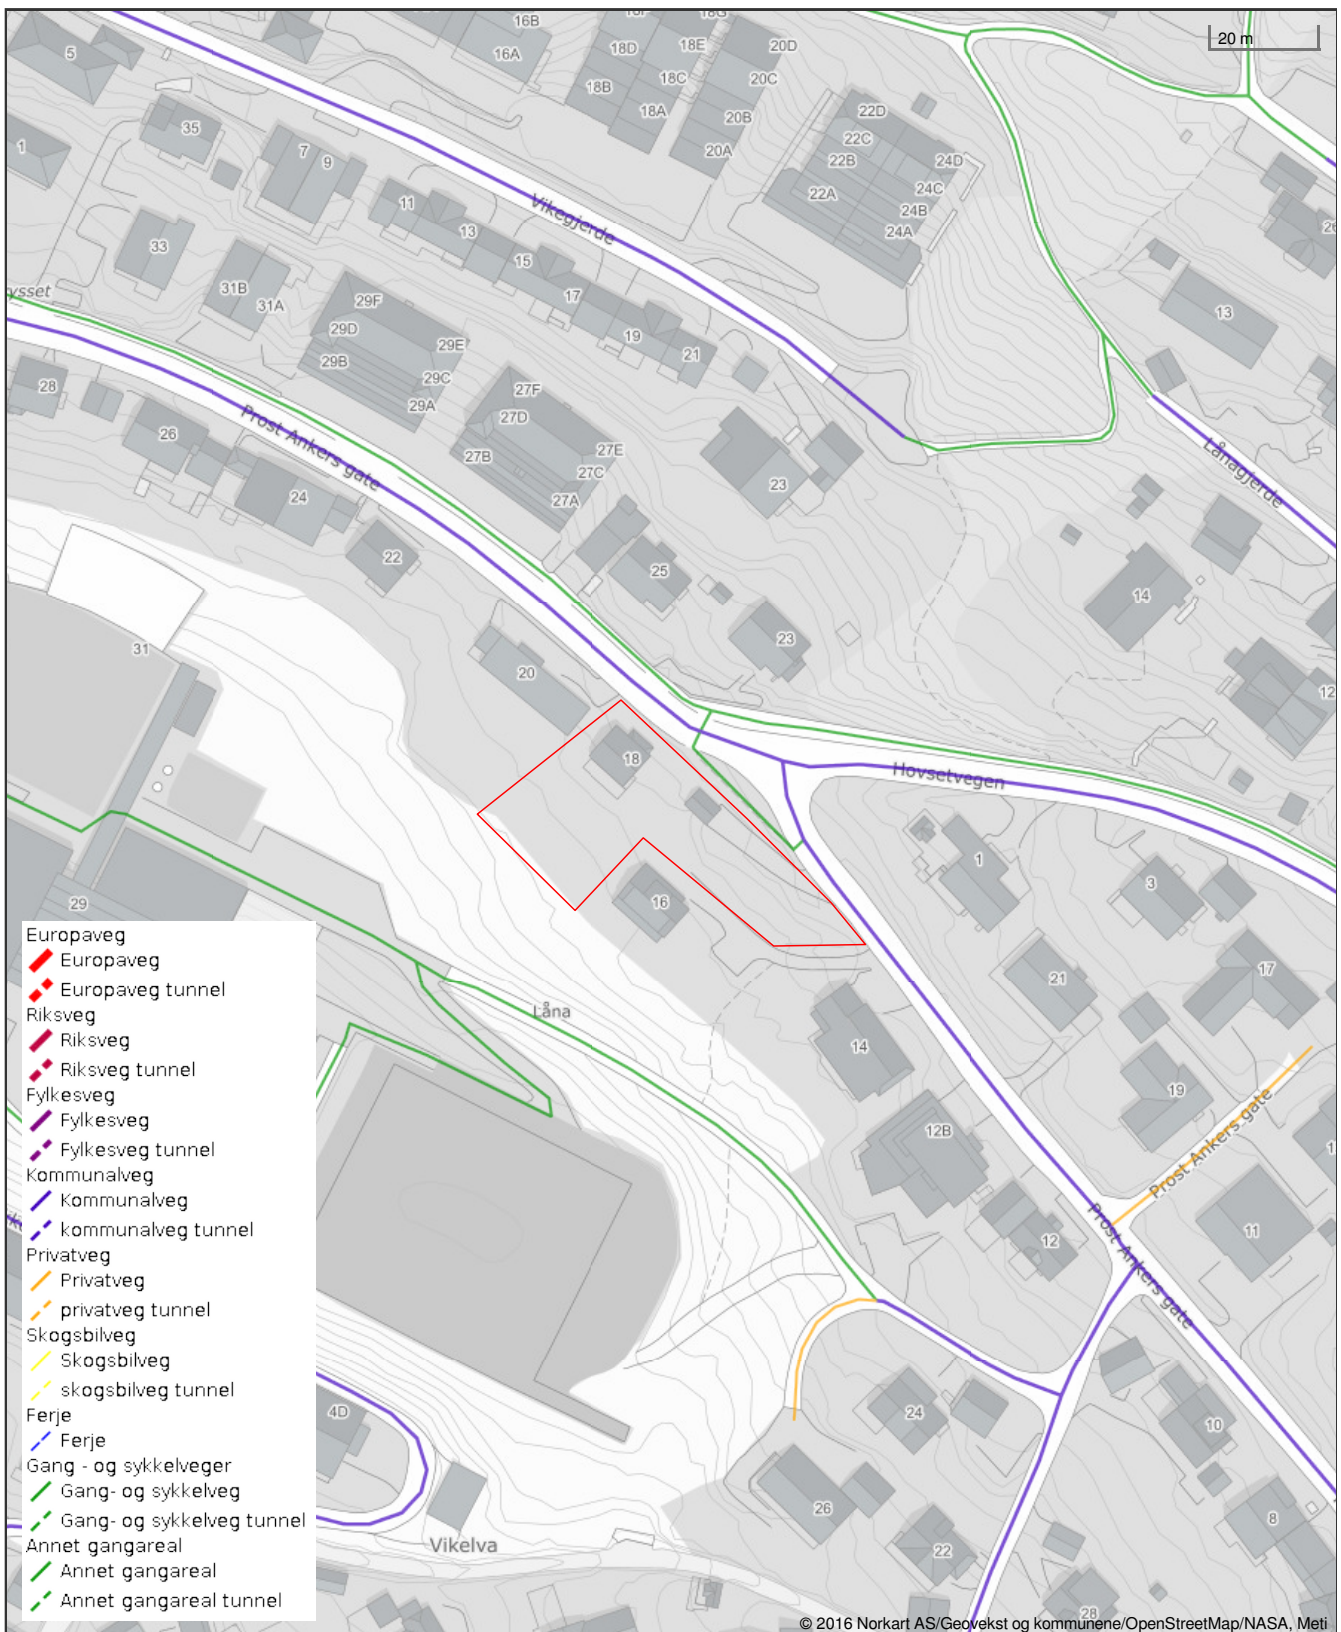 20 m
16B
16A
18D
18E
18C
18B
18A
20D
20C
20B
20A
22D
22C
22B
22A
24D
24C
24B
24A
5
1
35
7
9
11
13
15
17
19
21
33
31B
31A
Vikegjerde
29F
29D
29B
29E
29C
29A
27F
27D
27B
27E
27C
27A
28
26
24
22
Prost Ankers gate
23
13
Lånagjerde
14
12
25
23
20
18
16
31
29
Hovsetvegen
1
3
21
17
19
14
12B
12
11
Prost Ankers gate
Prost Ankers gate
Låna
Europaveg
Europaveg
Europaveg tunnel
Riksveg
Riksveg
Riksveg tunnel
Fylkesveg
Fylkesveg
Fylkesveg tunnel
Kommunalveg
Kommunalveg
kommunalveg tunnel
Privatveg
Privatveg
privatveg tunnel
Skogsbilveg
Skogsbilveg
skogsbilveg tunnel
Ferje
Ferje
Gang - og sykkelveger
Gang- og sykkelveg
Gang- og sykkelveg tunnel
Annet gangareal
Annet gangareal
Annet gangareal tunnel
4D
24
26
22
10
8
28
Vikelva
© 2016 Norkart AS/Geovekst og kommunene/OpenStreetMap/NASA, Meti